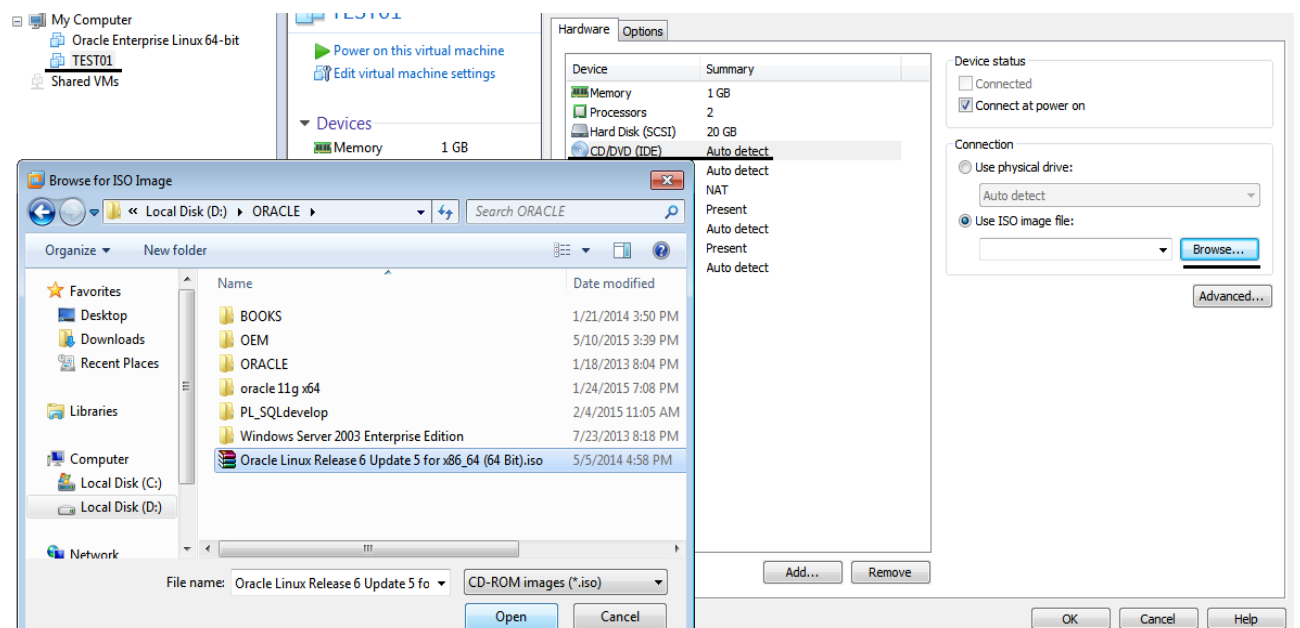 My Computer
Oracle Enterprise Linux 64-bit
TEST01
Shared VMs
TEST01
Power on this virtual machine
Edit virtual machine settings
Devices
Memory 1 GB
Hardware Options
Device Summary
Memory 1 GB
Processors 2
Hard Disk (SCSI) 20 GB
CD/DVD (IDE) Auto detect
Auto detect
NAT
Present
Auto detect
Present
Auto detect
Add... Remove
Device status
Connected
Connect at power on
Connection
Use physical drive:
Auto detect
Use ISO image file:
Browse...
Advanced...
OK Cancel Help
Browse for ISO Image
« Local Disk (D:) ORACLE
Search ORACLE
Organize New folder
Favorites
Desktop
Downloads
Recent Places
Libraries
Computer
Local Disk (C:)
Local Disk (D:)
Network
Name Date modified
BOOKS 1/21/2014 3:50 PM
OEM 5/10/2015 3:39 PM
ORACLE 1/18/2013 8:04 PM
oracle 11g x64 1/24/2015 7:08 PM
PL_SQLdevelop 2/4/2015 11:05 AM
Windows Server 2003 Enterprise Edition 7/23/2013 8:18 PM
Oracle Linux Release 6 Update 5 for x86_64 (64 Bit).iso 5/5/2014 4:58 PM
File name: Oracle Linux Release 6 Update 5 fo CD-ROM images (*.iso)
Open Cancel